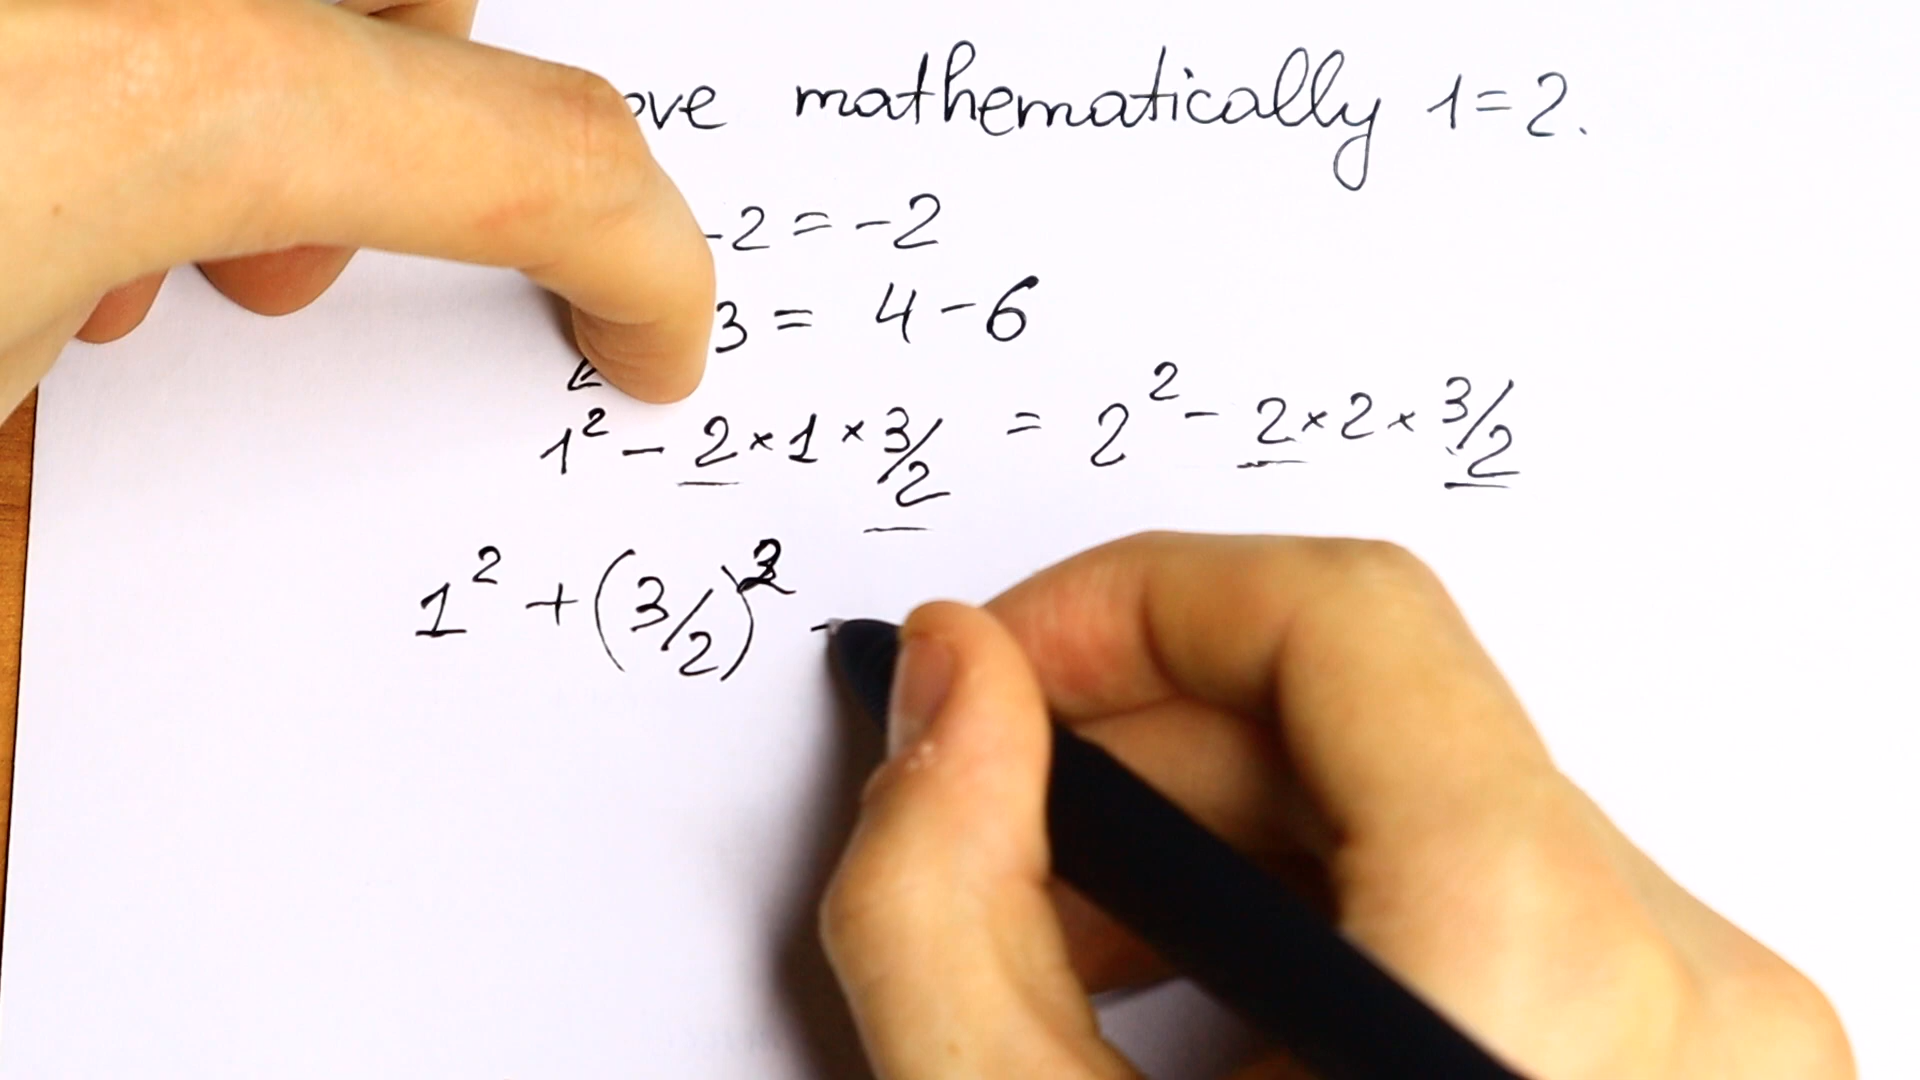 mathematically 1=2.
-2 = -2
3 = 4-6
1² - 2×1×3/2 = 2² - 2×2×3/2
1² + (3/2)² -